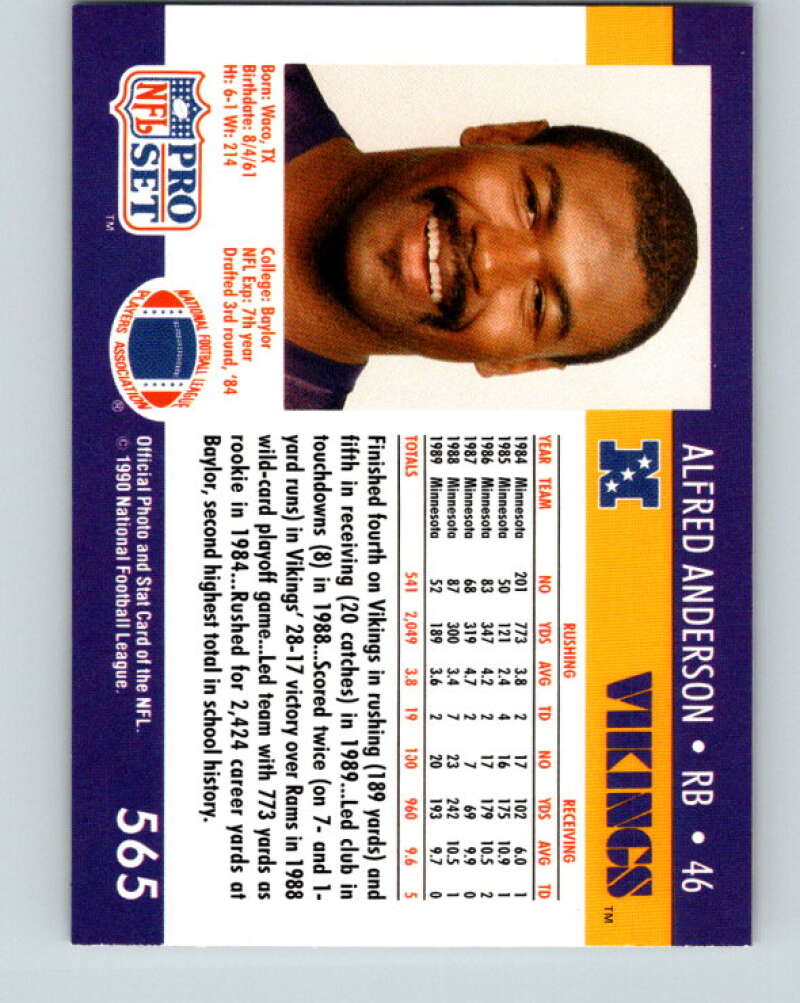 ALFRED ANDERSON • RB • 46
VIKINGS™
N
Born: Waco, TX
Birthdate: 8/4/61
Ht: 6-1 Wt: 214
College: Baylor
NFL Exp: 7th year
Drafted 3rd round, '84
RUSHING RECEIVING
YEAR TEAM NO YDS AVG TD NO YDS AVG TD
1984 Minnesota 201 773 3.8 2 17 102 6.0 1
1985 Minnesota 50 121 2.4 4 16 175 10.9 1
1986 Minnesota 83 347 4.2 2 17 179 10.5 2
1987 Minnesota 68 319 4.7 2 7 69 9.9 0
1988 Minnesota 87 300 3.4 7 23 242 10.5 1
1989 Minnesota 52 189 3.6 2 20 193 9.7 0
TOTALS 541 2,049 3.8 19 100 960 9.6 5
Finished fourth on Vikings in rushing (189 yards) and
fifth in receiving (20 catches) in 1989...Led club in
touchdowns (8) in 1988...Scored twice (on 7- and 1-
yard runs) in Vikings' 28-17 victory over Rams in 1988
wild-card playoff game...Led team with 773 yards as
rookie in 1984...Rushed for 2,424 career yards at
Baylor, second highest total in school history.
PRO
NFL SET™
NATIONAL FOOTBALL LEAGUE
PLAYERS ASSOCIATION®
Official Photo and Stat Card of the NFL.
© 1990 National Football League.
565